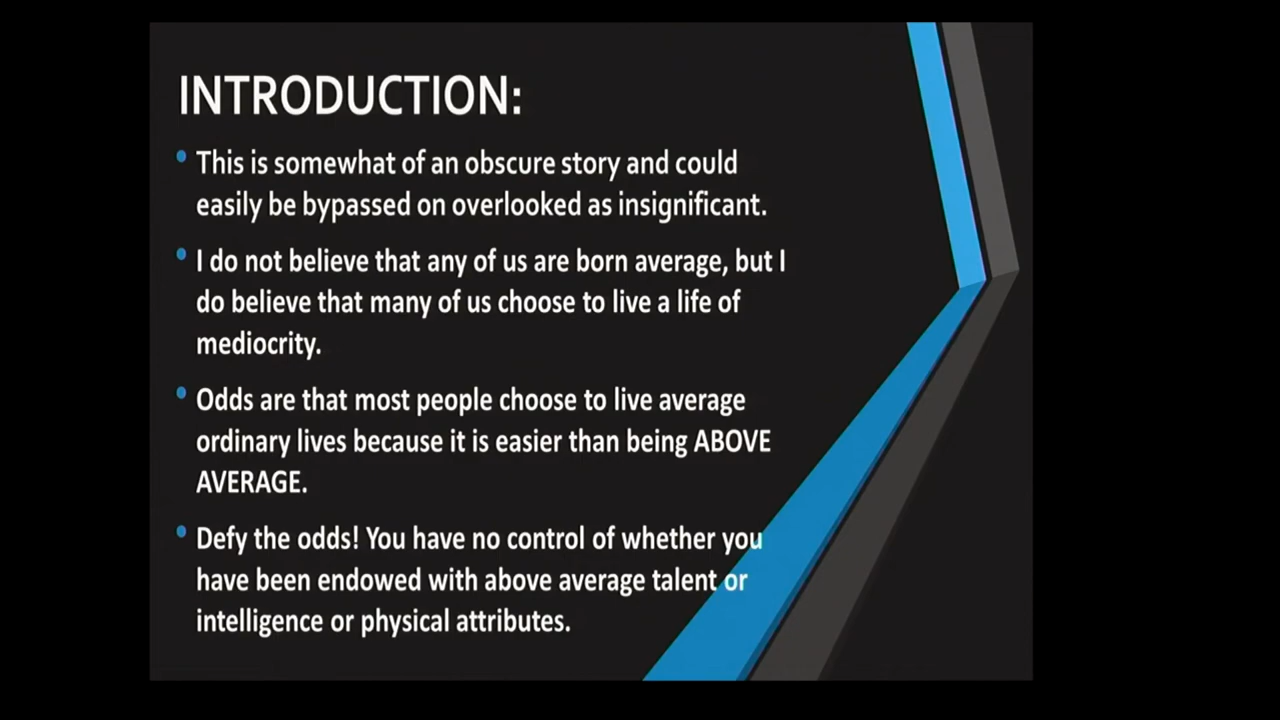 INTRODUCTION:
This is somewhat of an obscure story and could
easily be bypassed on overlooked as insignificant.
I do not believe that any of us are born average, but I
do believe that many of us choose to live a life of
mediocrity.
Odds are that most people choose to live average
ordinary lives because it is easier than being ABOVE
AVERAGE.
Defy the odds! You have no control of whether you
have been endowed with above average talent or
intelligence or physical attributes.